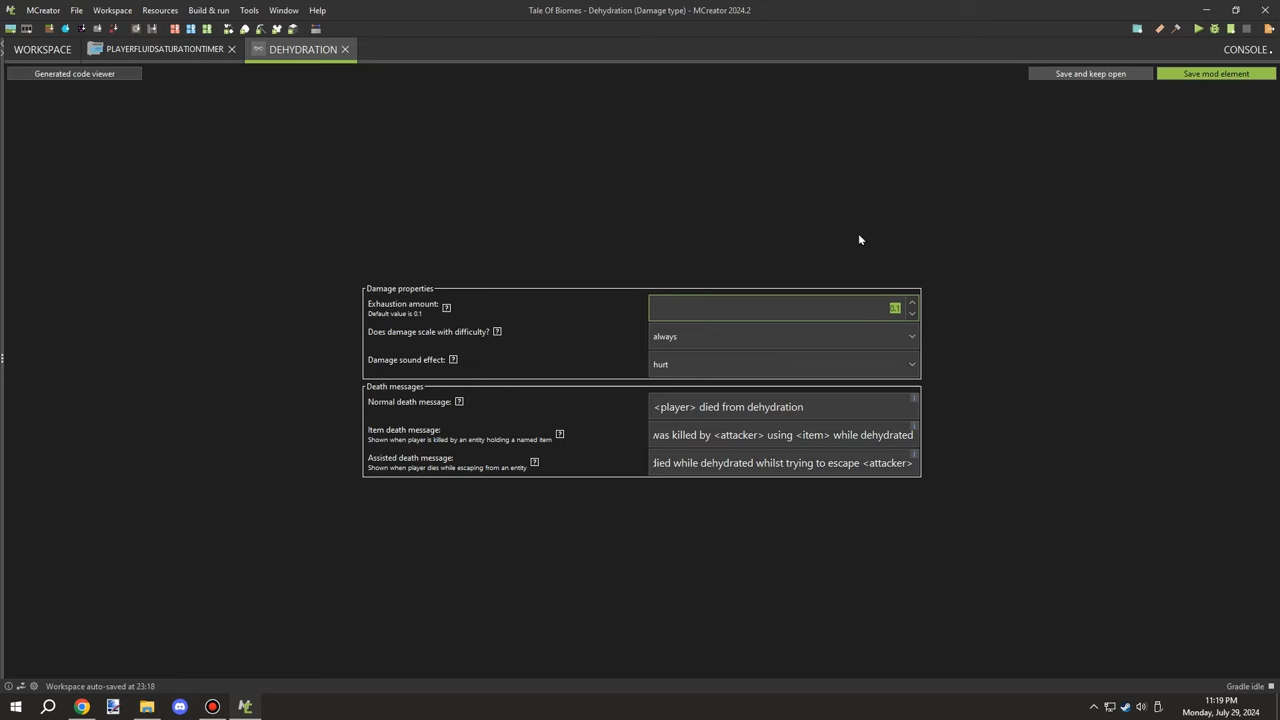 MCreator File Workspace Resources Build & run Tools Window Help
Tale Of Biomes - Dehydration (Damage type) - MCreator 2024.2
WORKSPACE
PLAYERFLUIDSATURATIONTIMER
DEHYDRATION
CONSOLE
Generated code viewer
Save and keep open
Save mod element
Damage properties
Exhaustion amount: ?
0.1
Default value is 0.1
Does damage scale with difficulty? ?
always
Damage sound effect: ?
hurt
Death messages
Normal death message: ?
<player> died from dehydration
Item death message:
Shown when player is killed by an entity holding a named item ?
was killed by <attacker> using <item> while dehydrated
Assisted death message:
Shown when player dies while escaping from an entity ?
died while dehydrated whilst trying to escape <attacker>
Workspace auto-saved at 23:18
Gradle idle
11:19 PM
Monday, July 29, 2024